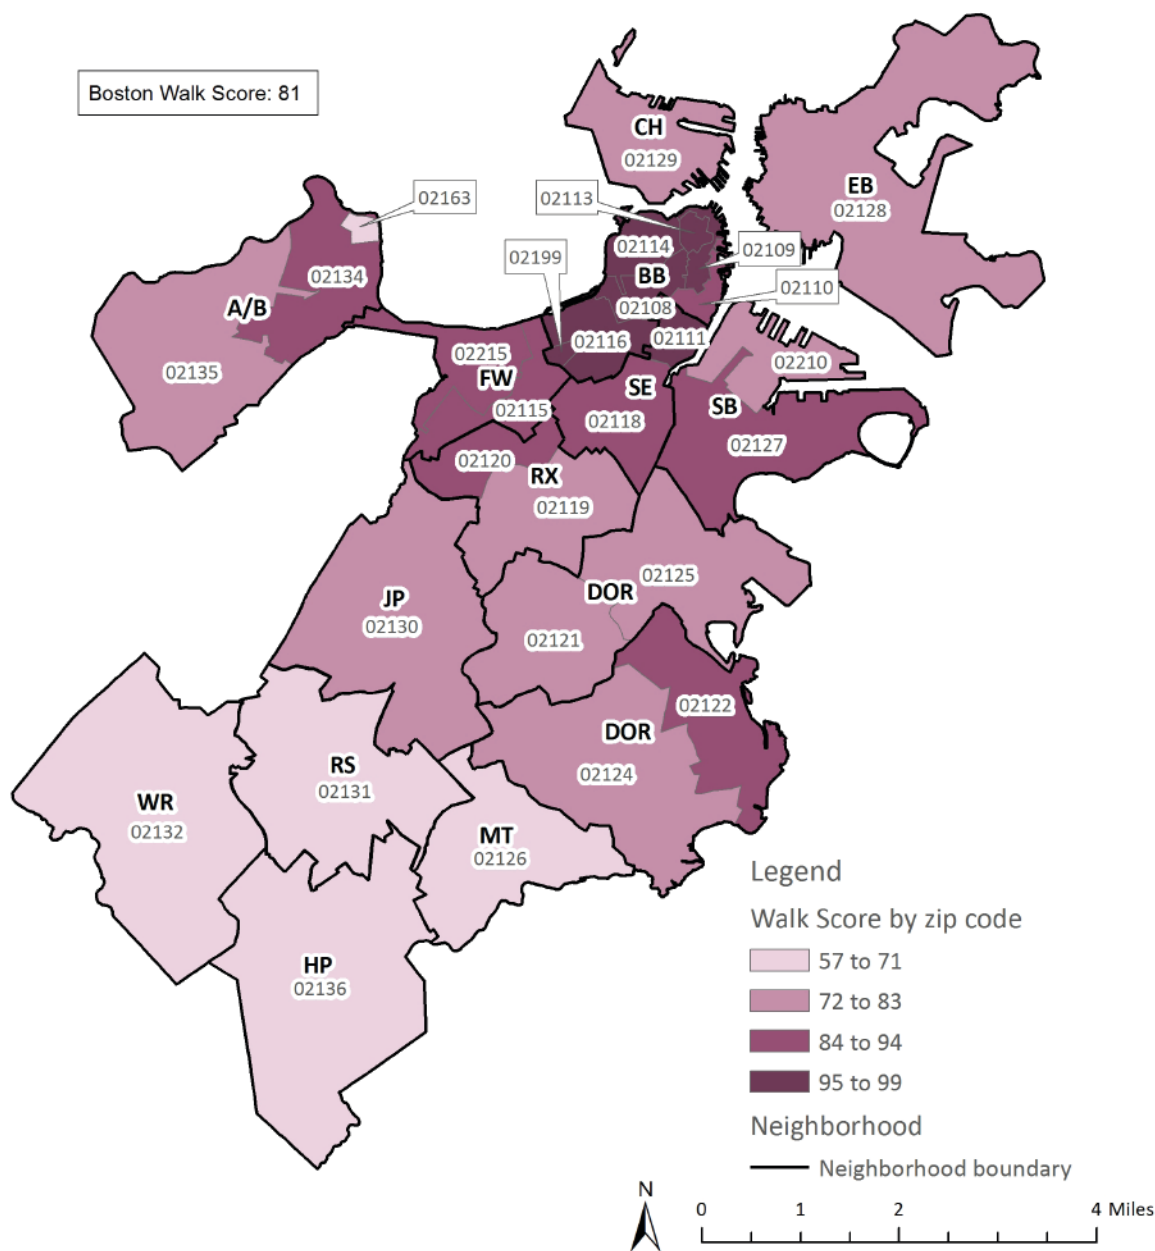 Boston Walk Score: 81
CH
02129
EB
02128
02163
02113
02114
02109
02199
BB
02110
02134
02108
A/B
02116
02111
02215
02210
02135
FW
SE
SB
02115
02118
02127
02120
RX
02119
02125
DOR
JP
02130
02121
02122
DOR
RS
02124
02131
WR
02132
MT
02126
HP
02136
Legend
Walk Score by zip code
57 to 71
72 to 83
84 to 94
95 to 99
Neighborhood
Neighborhood boundary
N
0 1 2 4 Miles